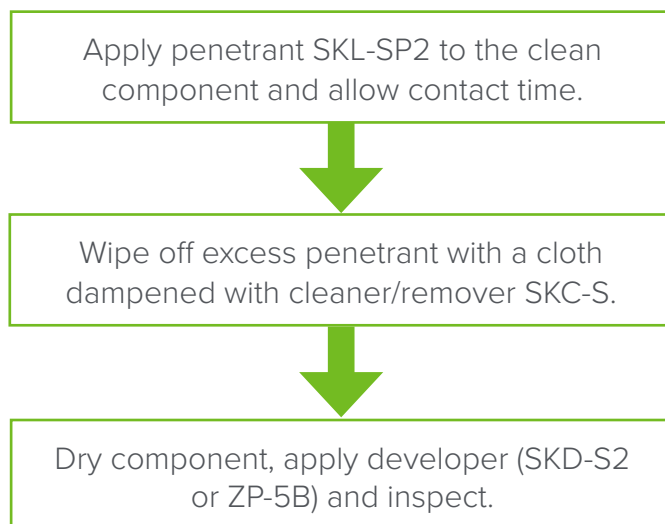 Apply penetrant SKL-SP2 to the clean
component and allow contact time.
Wipe off excess penetrant with a cloth
dampened with cleaner/remover SKC-S.
Dry component, apply developer (SKD-S2
or ZP-5B) and inspect.